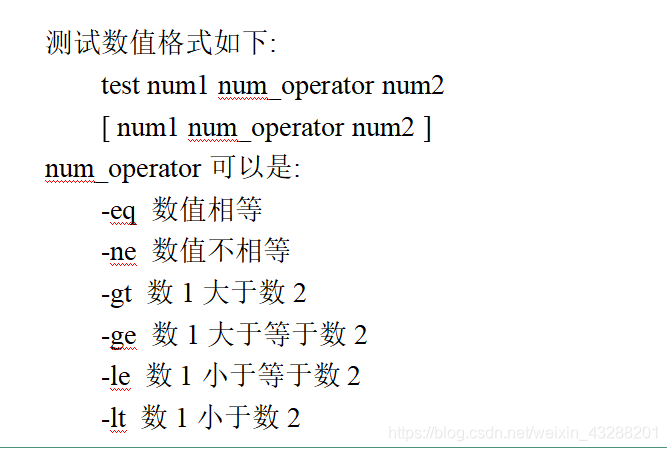 测试数值格式如下:
test num1 num_operator num2
[ num1 num_operator num2 ]
num_operator 可以是:
-eq 数值相等
-ne 数值不相等
-gt 数 1 大于数 2
-ge 数 1 大于等于数 2
-le 数 1 小于等于数 2
-lt 数 1 小于数 2
https://blog.csdn.net/weixin_43288201